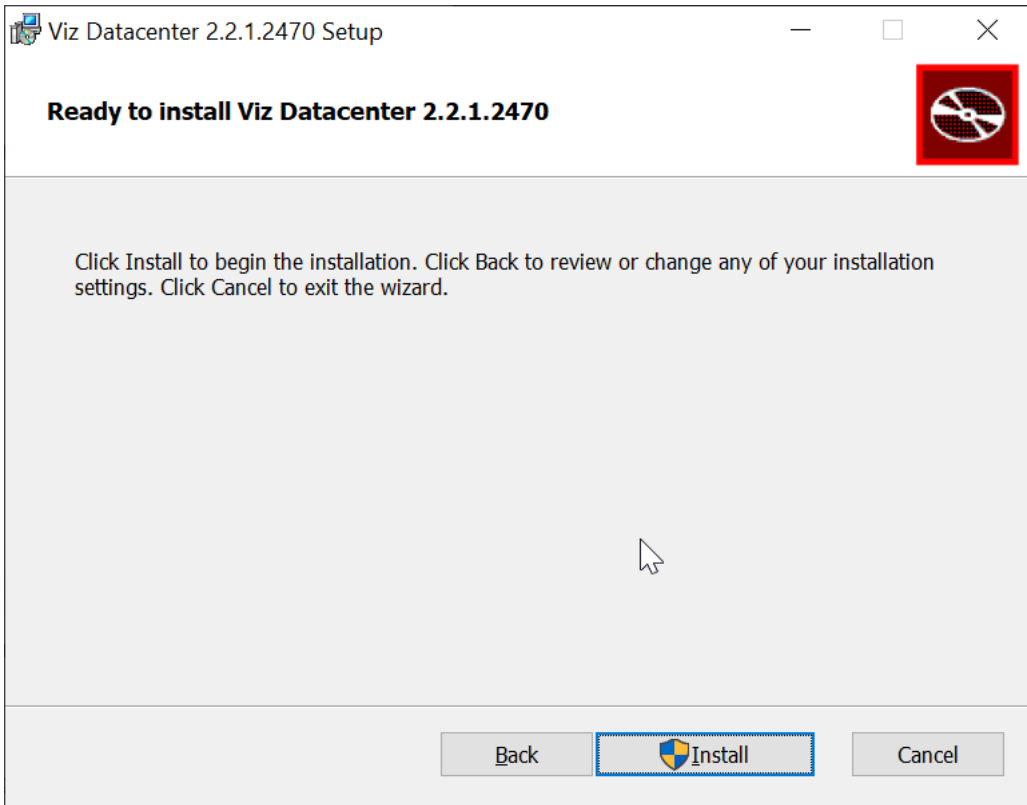 Viz Datacenter 2.2.1.2470 Setup
Ready to install Viz Datacenter 2.2.1.2470
Click Install to begin the installation. Click Back to review or change any of your installation
settings. Click Cancel to exit the wizard.
Back
Install
Cancel